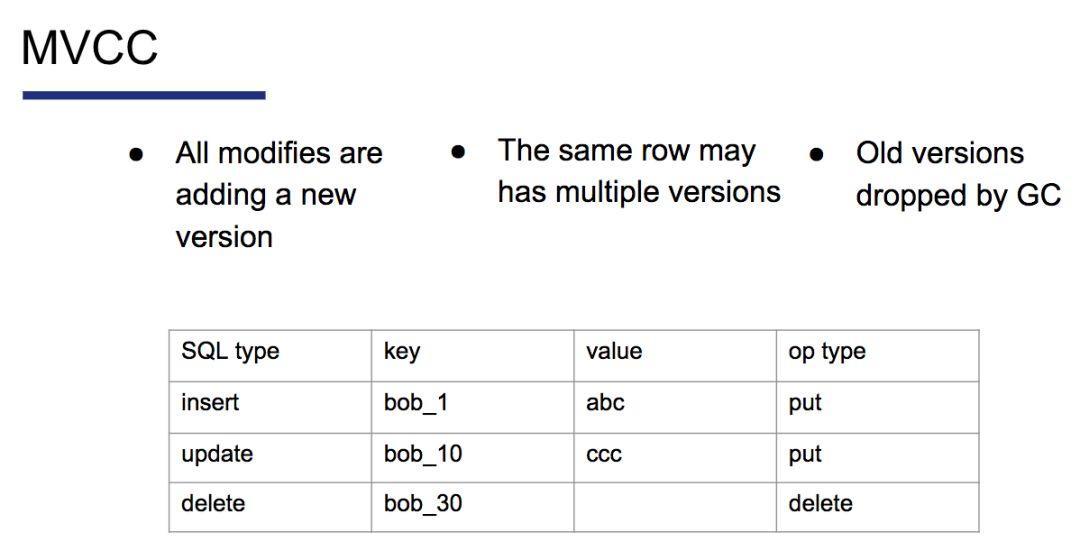 MVCC
● All modifies are
adding a new
version
● The same row may
has multiple versions
● Old versions
dropped by GC
SQL type key value op type
insert bob_1 abc put
update bob_10 ccc put
delete bob_30 delete